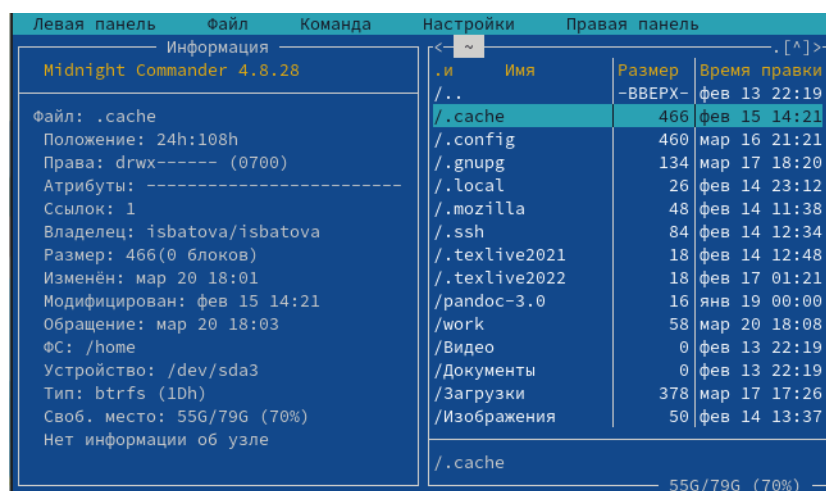 Левая панель Файл Команда Настройки Правая панель
Информация
Midnight Commander 4.8.28
Файл: .cache
Положение: 24h:108h
Права: drwx------ (0700)
Атрибуты: --------------------------
Ссылок: 1
Владелец: isbatova/isbatova
Размер: 466(0 блоков)
Изменён: мар 20 18:01
Модифицирован: фев 15 14:21
Обращение: мар 20 18:03
ФС: /home
Устройство: /dev/sda3
Тип: btrfs (1Dh)
Своб. место: 55G/79G (70%)
Нет информации об узле
<- ~ .[^]>
.и Имя Размер Время правки
/.. -ВВЕРХ- фев 13 22:19
/.cache 466 фев 15 14:21
/.config 460 мар 16 21:21
/.gnupg 134 мар 17 18:20
/.local 26 фев 14 23:12
/.mozilla 48 фев 14 11:38
/.ssh 84 фев 14 12:34
/.texlive2021 18 фев 14 12:48
/.texlive2022 18 фев 17 01:21
/pandoc-3.0 16 янв 19 00:00
/work 58 мар 20 18:08
/Видео 0 фев 13 22:19
/Документы 0 фев 13 22:19
/Загрузки 378 мар 17 17:26
/Изображения 50 фев 14 13:37
/.cache
55G/79G (70%)